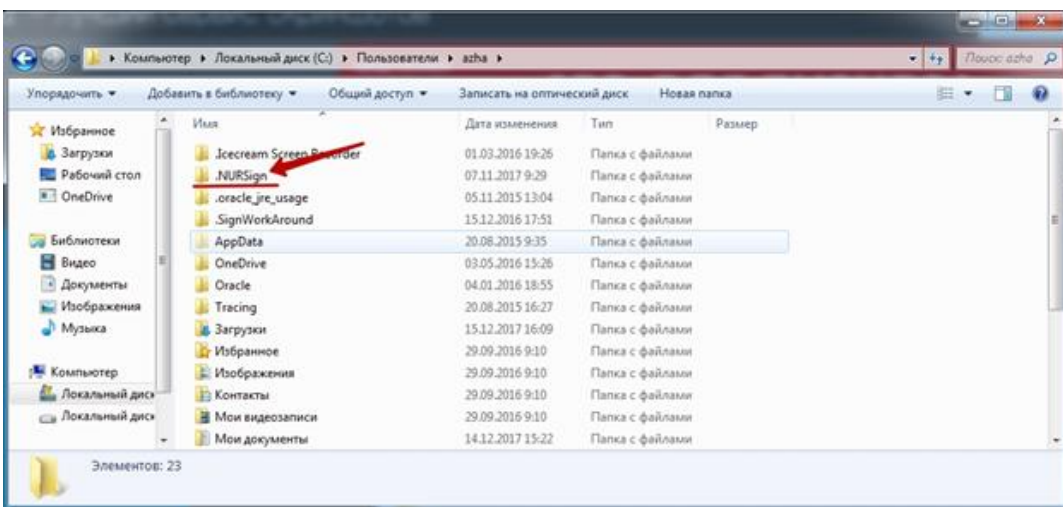 Компьютер ▸ Локальный диск (C:) ▸ Пользователи ▸ azha ▸
Поиск: azha
Упорядочить Добавить в библиотеку Общий доступ Записать на оптический диск Новая папка
Избранное
Загрузки
Рабочий стол
OneDrive
Библиотеки
Видео
Документы
Изображения
Музыка
Компьютер
Локальный диск
Локальный диск
Имя Дата изменения Тип Размер
.Icecream Screen Recorder 01.03.2016 19:26 Папка с файлами
.NURSign 07.11.2017 9:29 Папка с файлами
.oracle_jre_usage 05.11.2015 13:04 Папка с файлами
.SignWorkAround 15.12.2016 17:51 Папка с файлами
AppData 20.08.2015 9:35 Папка с файлами
OneDrive 03.05.2016 15:26 Папка с файлами
Oracle 04.01.2016 18:55 Папка с файлами
Tracing 20.08.2015 16:27 Папка с файлами
Загрузки 15.12.2017 16:09 Папка с файлами
Избранное 29.09.2016 9:10 Папка с файлами
Изображения 29.09.2016 9:10 Папка с файлами
Контакты 29.09.2016 9:10 Папка с файлами
Мои видеозаписи 29.09.2016 9:10 Папка с файлами
Мои документы 14.12.2017 15:22 Папка с файлами
Элементов: 23